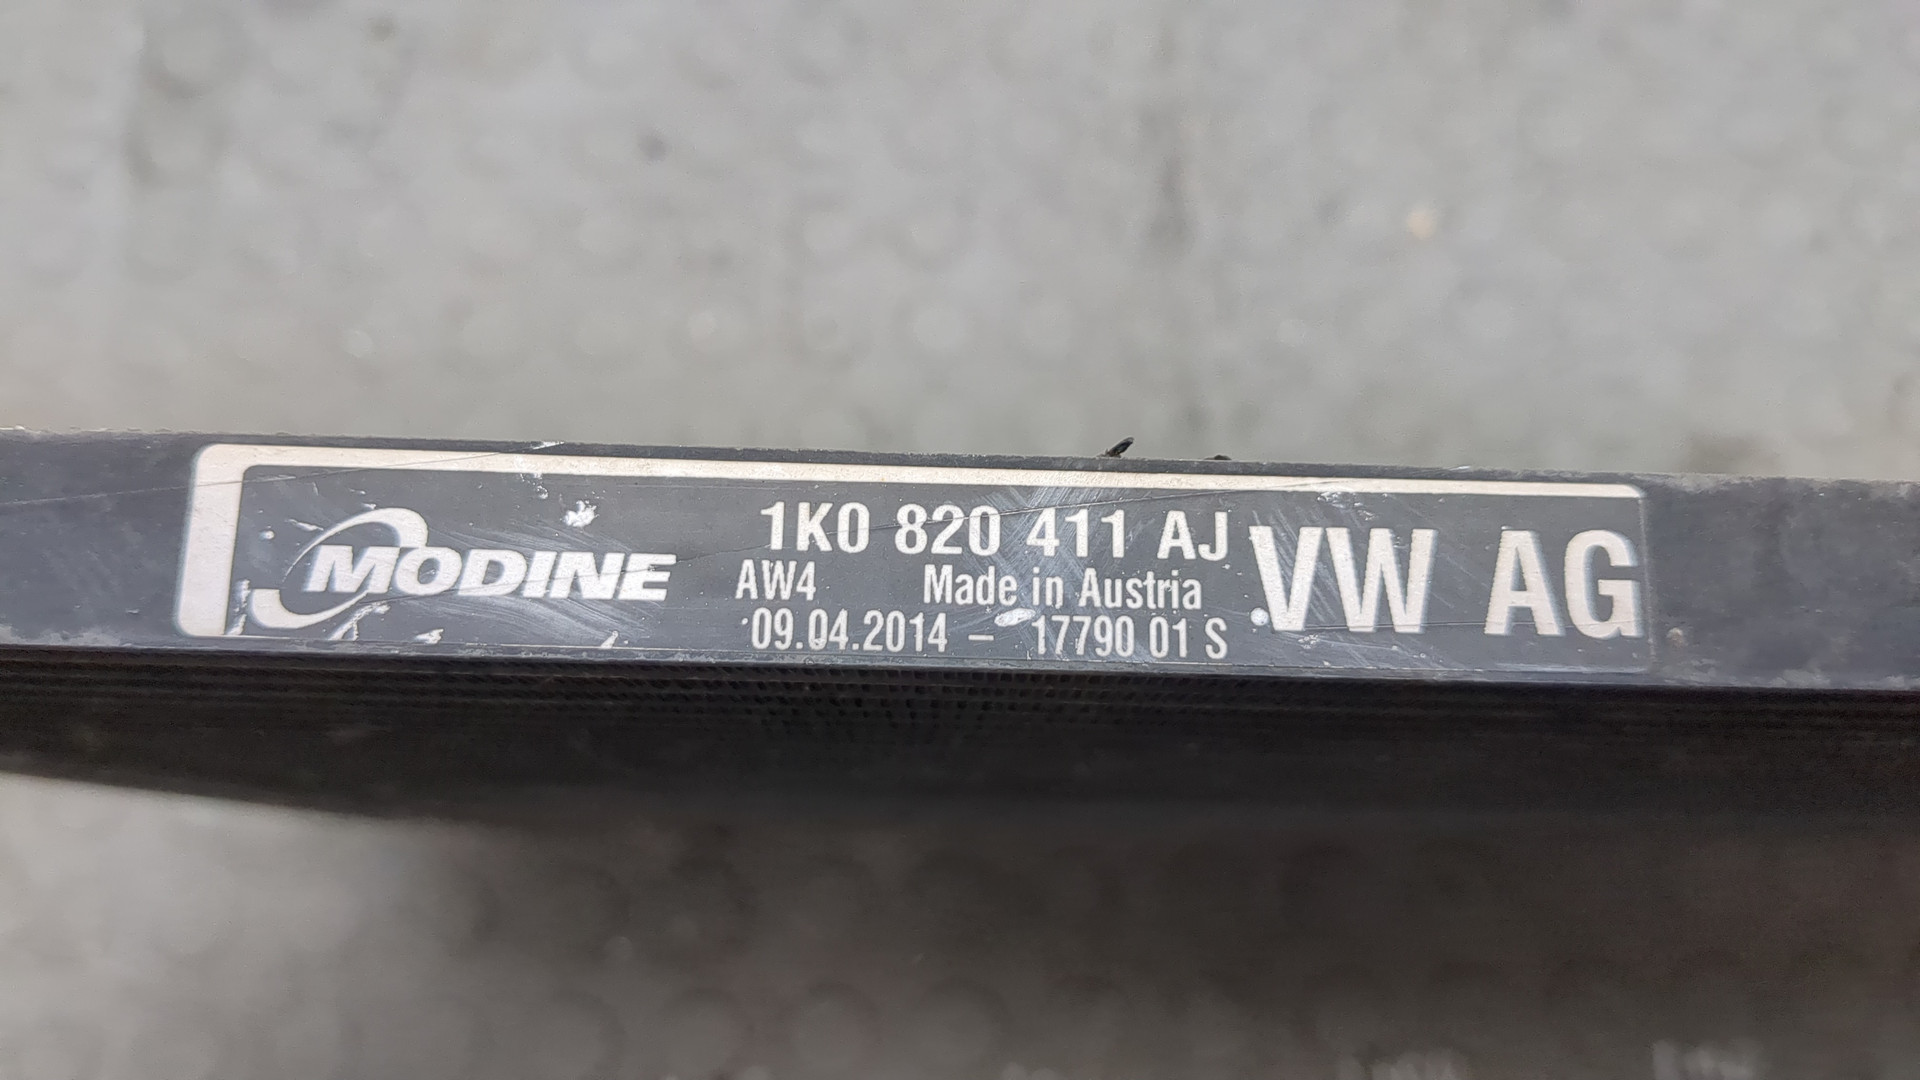 MODINE
1K0 820 411 AJ
AW4 Made in Austria
09.04.2014 – 17790 01 S
VW AG